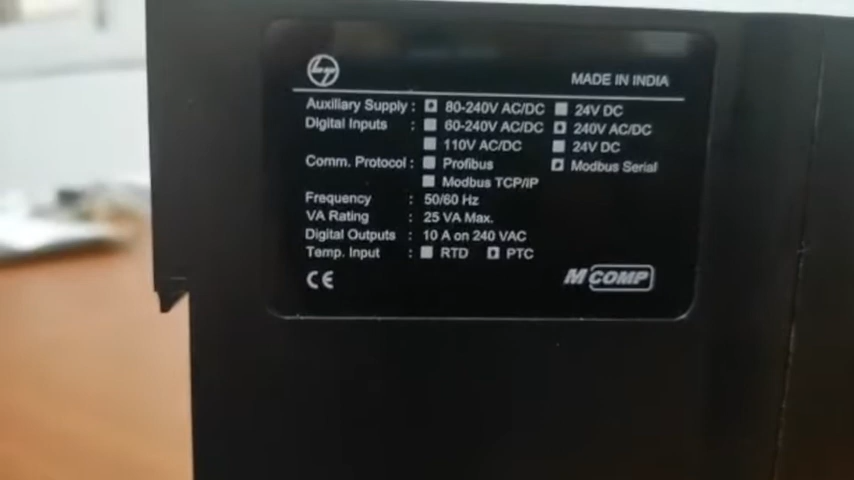 LT
MADE IN INDIA
Auxiliary Supply : 80-240V AC/DC 24V DC
Digital Inputs : 60-240V AC/DC 240V AC/DC
110V AC/DC 24V DC
Comm. Protocol : Profibus Modbus Serial
Modbus TCP/IP
Frequency : 50/60 Hz
VA Rating : 25 VA Max.
Digital Outputs : 10 A on 240 VAC
Temp. Input : RTD PTC
CE MCOMP